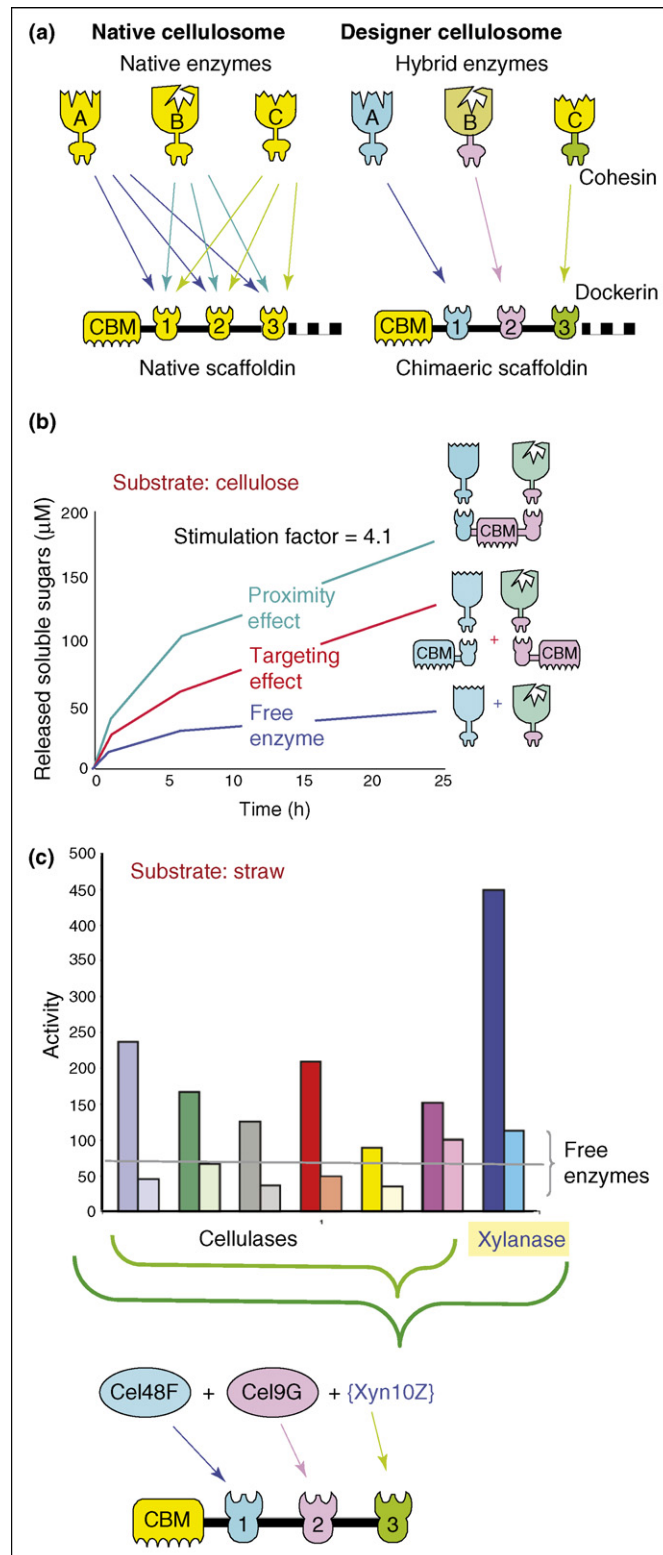 (a) Native cellulosome Designer cellulosome
Native enzymes Hybrid enzymes
A B C A B C
Cohesin
Dockerin
CBM 1 2 3 CBM 1 2 3
Native scaffoldin Chimaeric scaffoldin
(b)
Substrate: cellulose
Stimulation factor = 4.1
Released soluble sugars (µM)
200
150
100
50
0
Proximity
effect
Targeting
effect
Free
enzyme
CBM
CBM + CBM
+
0 5 10 15 20 25
Time (h)
(c)
Substrate: straw
Activity
500
450
400
350
300
250
200
150
100
50
0
Free
enzymes
Cellulases Xylanase
Cel48F + Cel9G + {Xyn10Z}
CBM 1 2 3